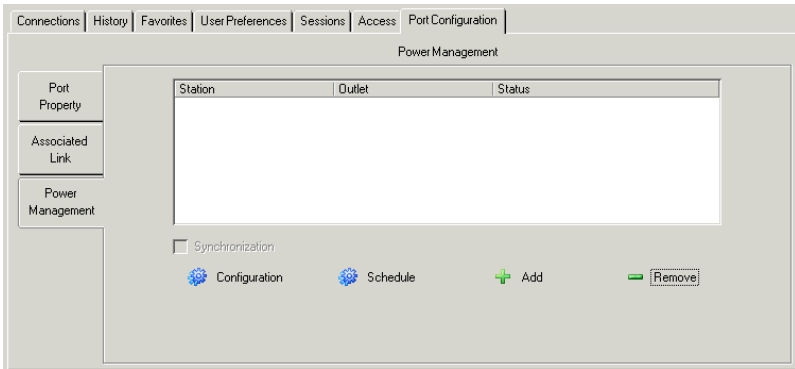 Connections History Favorites User Preferences Sessions Access Port Configuration
Power Management
Port
Property
Associated
Link
Power
Management
Station Outlet Status
Synchronization
Configuration Schedule Add Remove